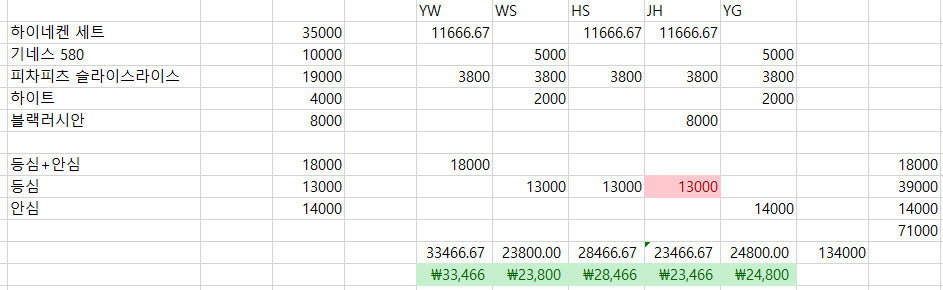 YW WS HS JH YG
하이네켄 세트 35000 11666.67 11666.67 11666.67
기네스 580 10000 5000 5000
피차피츠 슬라이스라이스 19000 3800 3800 3800 3800 3800
하이트 4000 2000 2000
블랙러시안 8000 8000
등심+안심 18000 18000 18000
등심 13000 13000 13000 13000 39000
안심 14000 14000 14000
71000
33466.67 23800.00 28466.67 23466.67 24800.00 134000
₩33,466 ₩23,800 ₩28,466 ₩23,466 ₩24,800